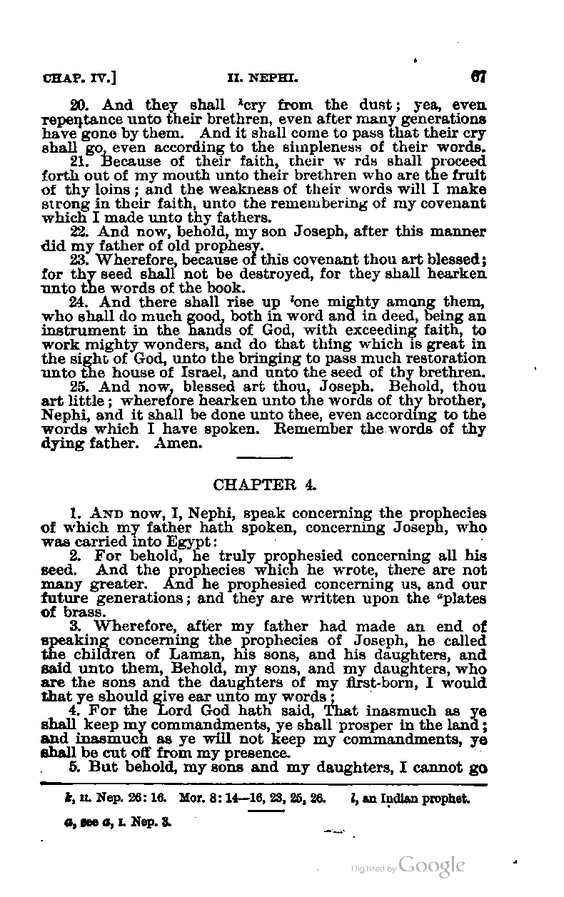 CHAP. IV.] II. NEPHI. 67
20. And they shall ᵏcry from the dust; yea, even
repentance unto their brethren, even after many generations
have gone by them. And it shall come to pass that their cry
shall go, even according to the simpleness of their words.
21. Because of their faith, their w rds shall proceed
forth out of my mouth unto their brethren who are the fruit
of thy loins; and the weakness of their words will I make
strong in their faith, unto the remembering of my covenant
which I made unto thy fathers.
22. And now, behold, my son Joseph, after this manner
did my father of old prophesy.
23. Wherefore, because of this covenant thou art blessed;
for thy seed shall not be destroyed, for they shall hearken
unto the words of the book.
24. And there shall rise up ˡone mighty among them,
who shall do much good, both in word and in deed, being an
instrument in the hands of God, with exceeding faith, to
work mighty wonders, and do that thing which is great in
the sight of God, unto the bringing to pass much restoration
unto the house of Israel, and unto the seed of thy brethren.
25. And now, blessed art thou, Joseph. Behold, thou
art little; wherefore hearken unto the words of thy brother,
Nephi, and it shall be done unto thee, even according to the
words which I have spoken. Remember the words of thy
dying father. Amen.
CHAPTER 4.
1. AND now, I, Nephi, speak concerning the prophecies
of which my father hath spoken, concerning Joseph, who
was carried into Egypt:
2. For behold, he truly prophesied concerning all his
seed. And the prophecies which he wrote, there are not
many greater. And he prophesied concerning us, and our
future generations; and they are written upon the ᵃplates
of brass.
3. Wherefore, after my father had made an end of
speaking concerning the prophecies of Joseph, he called
the children of Laman, his sons, and his daughters, and
said unto them, Behold, my sons, and my daughters, who
are the sons and the daughters of my first-born, I would
that ye should give ear unto my words;
4. For the Lord God hath said, That inasmuch as ye
shall keep my commandments, ye shall prosper in the land;
and inasmuch as ye will not keep my commandments, ye
shall be cut off from my presence.
5. But behold, my sons and my daughters, I cannot go
k, II. Nep. 26: 16. Mor. 8: 14—16, 23, 25, 26. l, an Indian prophet.
a, see a, I. Nep. 3.
Digitized by Google